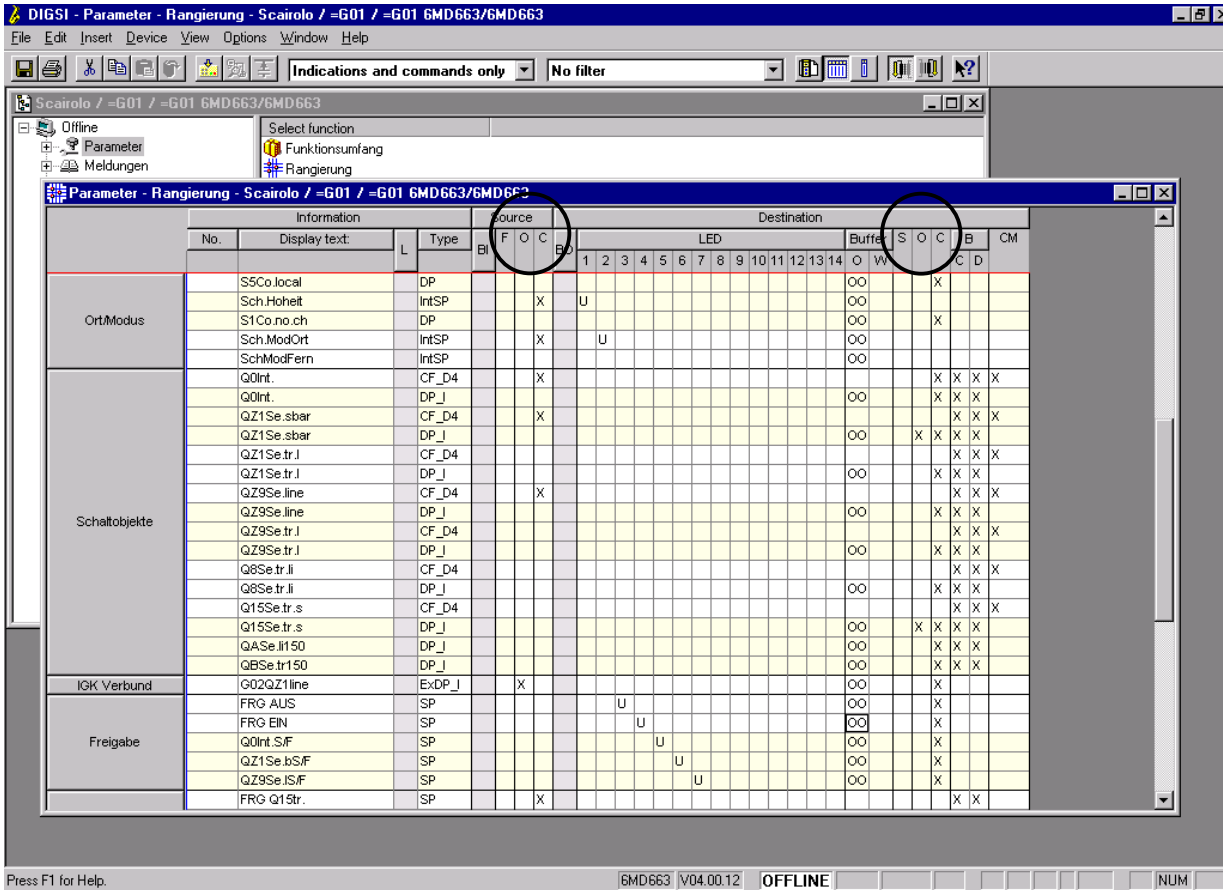 DIGSI - Parameter - Rangierung - Scairolo / =G01 / =G01 6MD663/6MD663
File Edit Insert Device View Options Window Help
Indications and commands only No filter
Scairolo / =G01 / =G01 6MD663/6MD663
Offline Select function
Parameter Funktionsumfang
Meldungen Rangierung
Parameter - Rangierung - Scairolo / =G01 / =G01 6MD663/6MD663
Information Source Destination
No. Display text: L Type BI F O C BO LED Buffer S O C B CM
1 2 3 4 5 6 7 8 9 10 11 12 13 14 O W C D
Ort/Modus
S5Co.local DP OO X
Sch.Hoheit IntSP X U OO
S1Co.no.ch DP OO X
Sch.ModOrt IntSP X U OO
SchModFern IntSP OO
Schaltobjekte
Q0Int. CF_D4 X X X X X
Q0Int. DP_I OO X X X
QZ1Se.sbar CF_D4 X X X X
QZ1Se.sbar DP_I OO X X X X
QZ1Se.tr.l CF_D4 X X X
QZ1Se.tr.l DP_I OO X X X
QZ9Se.line CF_D4 X X X X
QZ9Se.line DP_I OO X X X
QZ9Se.tr.l CF_D4 X X X
QZ9Se.tr.l DP_I OO X X X
Q8Se.tr.li CF_D4 X X X
Q8Se.tr.li DP_I OO X X X
Q15Se.tr.s CF_D4 X X X
Q15Se.tr.s DP_I OO X X X X
QASe.li150 DP_I OO X X X
QBSe.tr150 DP_I OO X X X
IGK Verbund G02QZ1line ExDP_I X OO X
Freigabe
FRG AUS SP U OO X
FRG EIN SP U OO X
Q0Int.S/F SP U OO X
QZ1Se.bS/F SP U OO X
QZ9Se.lS/F SP U OO X
FRG Q15tr. SP X X X
Press F1 for Help. 6MD663 V04.00.12 OFFLINE NUM